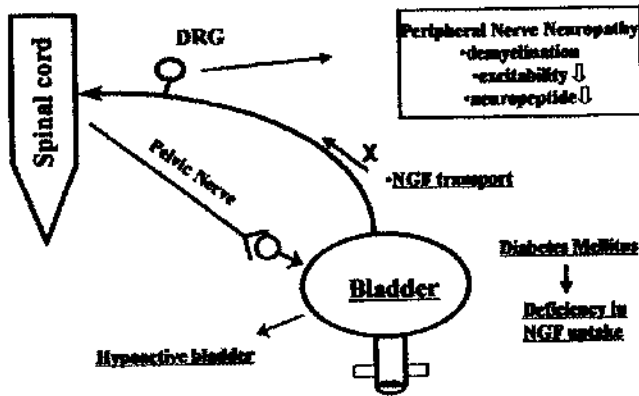 DRG
Peripheral Nerve Neuropathy
•demyelination
•excitability ⇩
•neuropeptide⇩
Spinal cord
Pelvic Nerve
X
•NGF transport
Bladder
Diabetes Mellitus
Deficiency in
NGF uptake
Hypoactive bladder